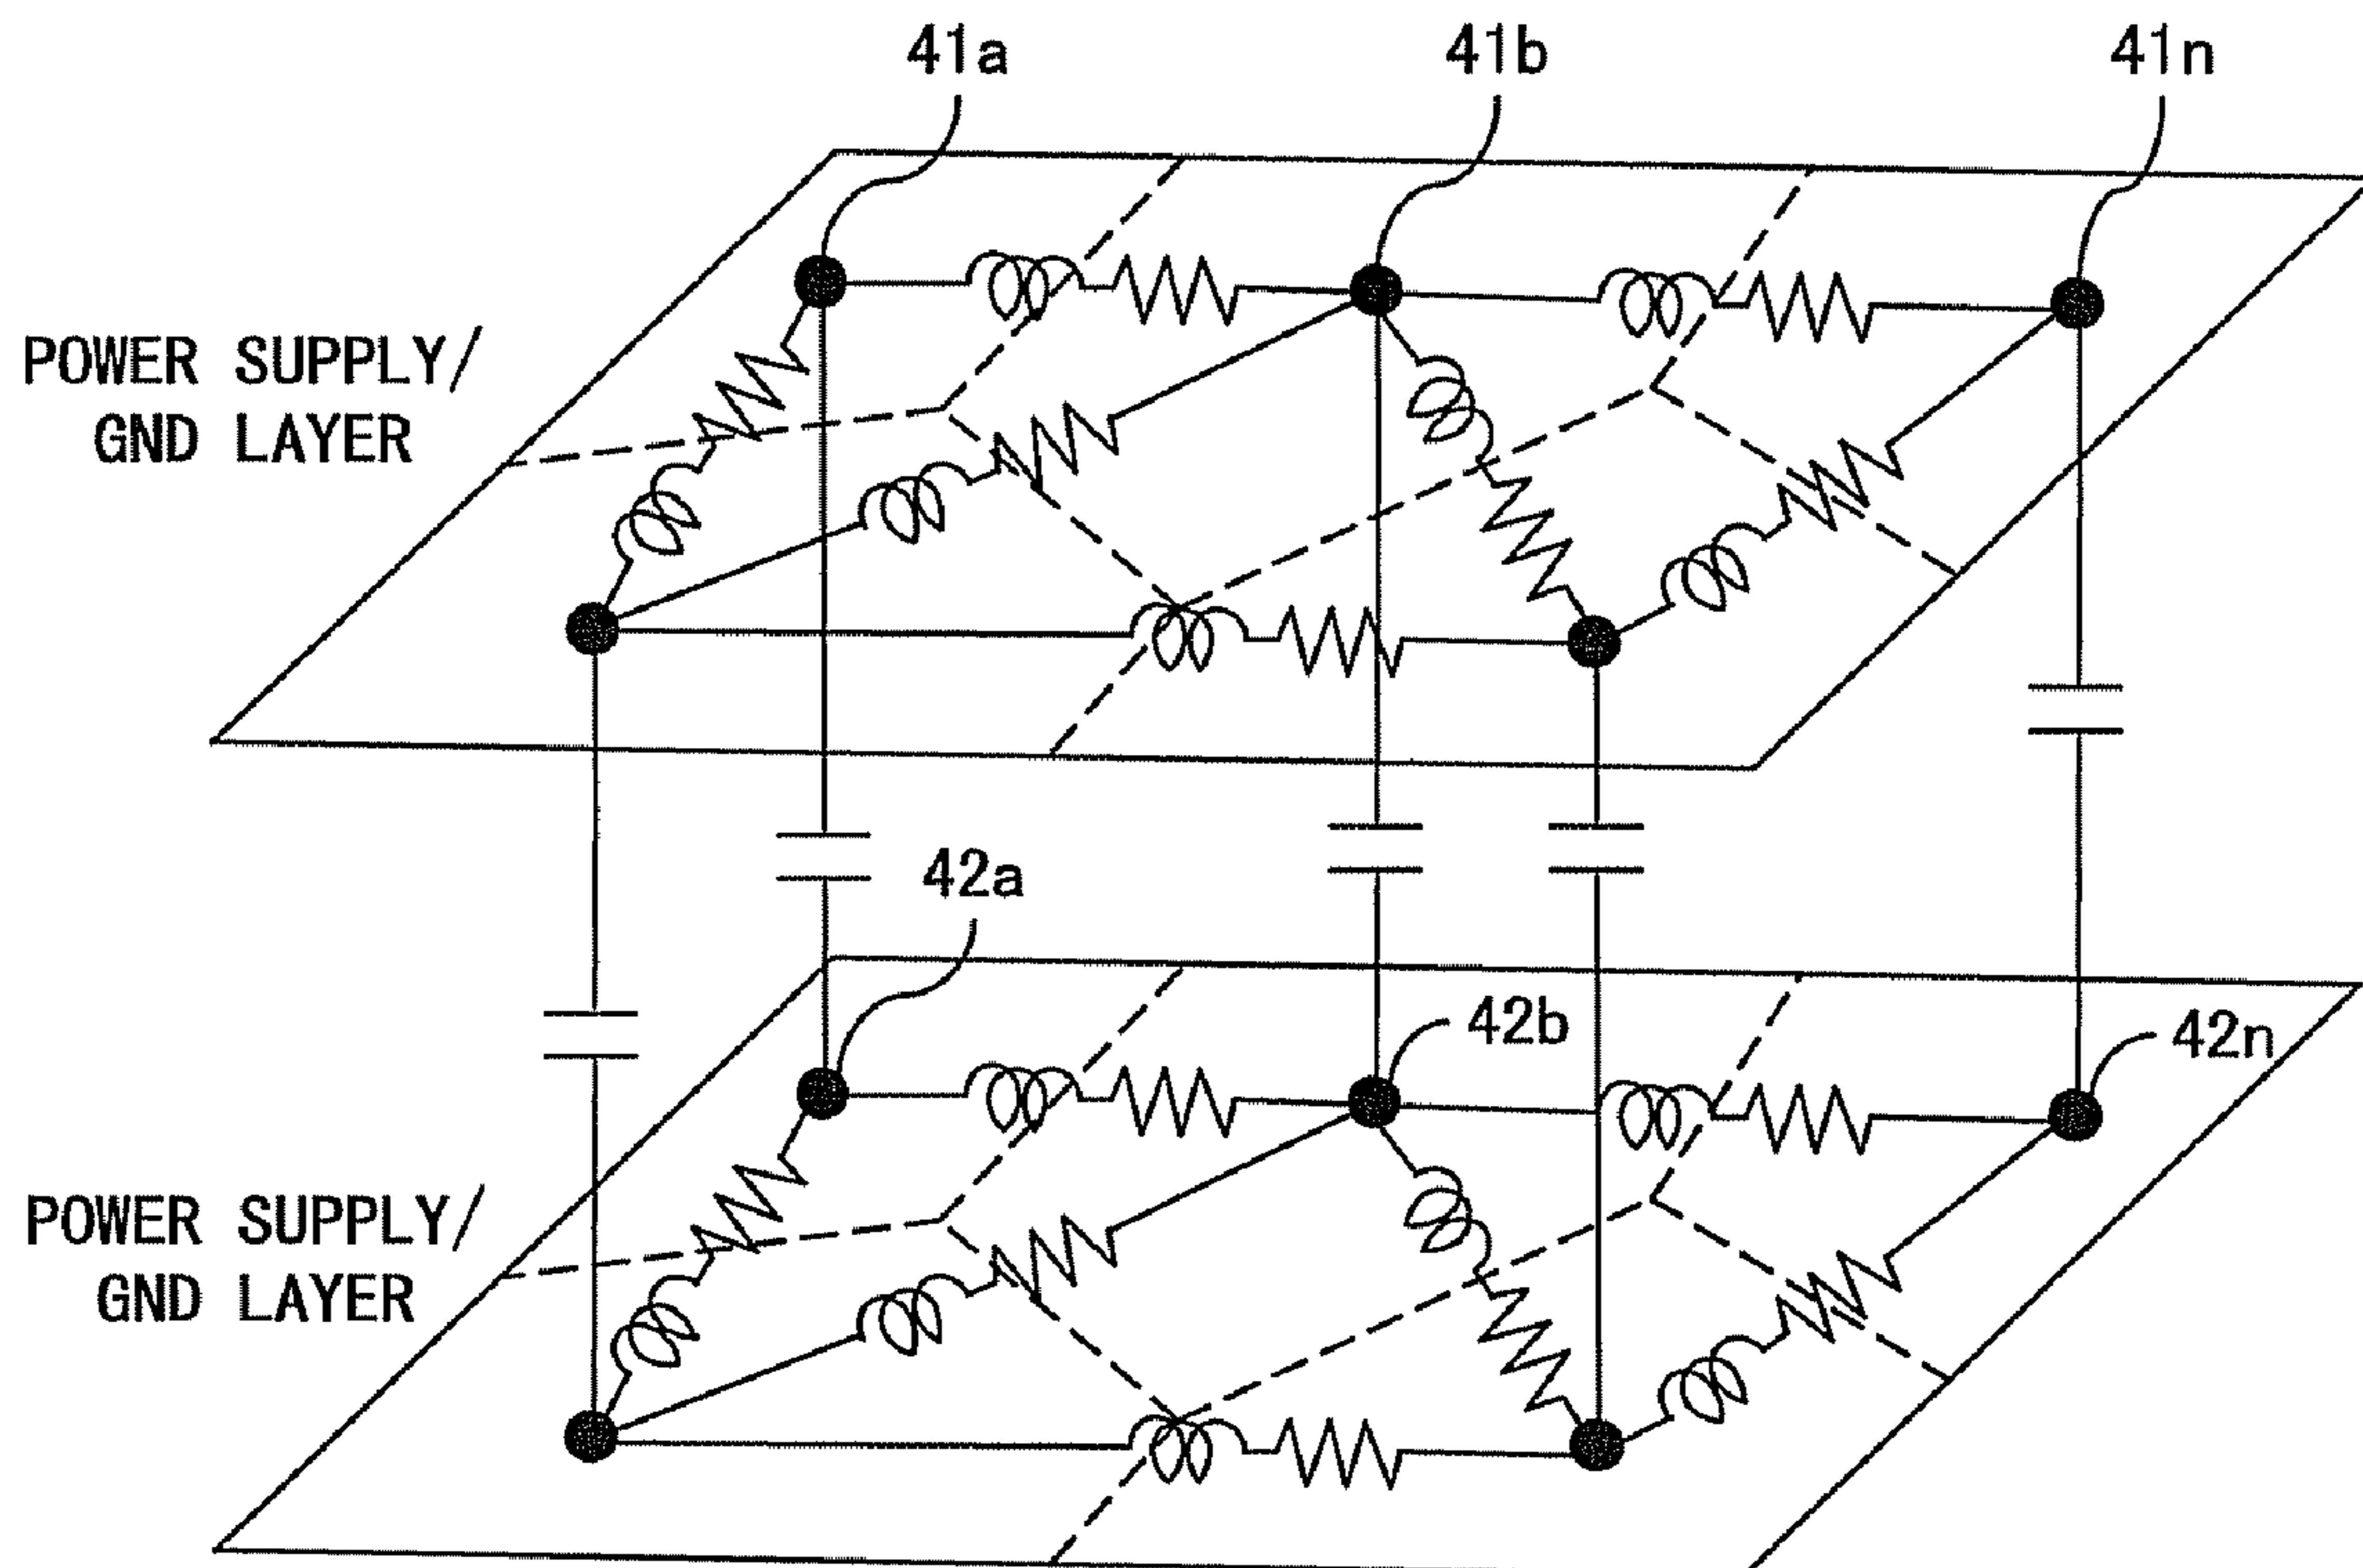 41a
41b
41n
POWER SUPPLY/
GND LAYER
42a
42b
42n
POWER SUPPLY/
GND LAYER